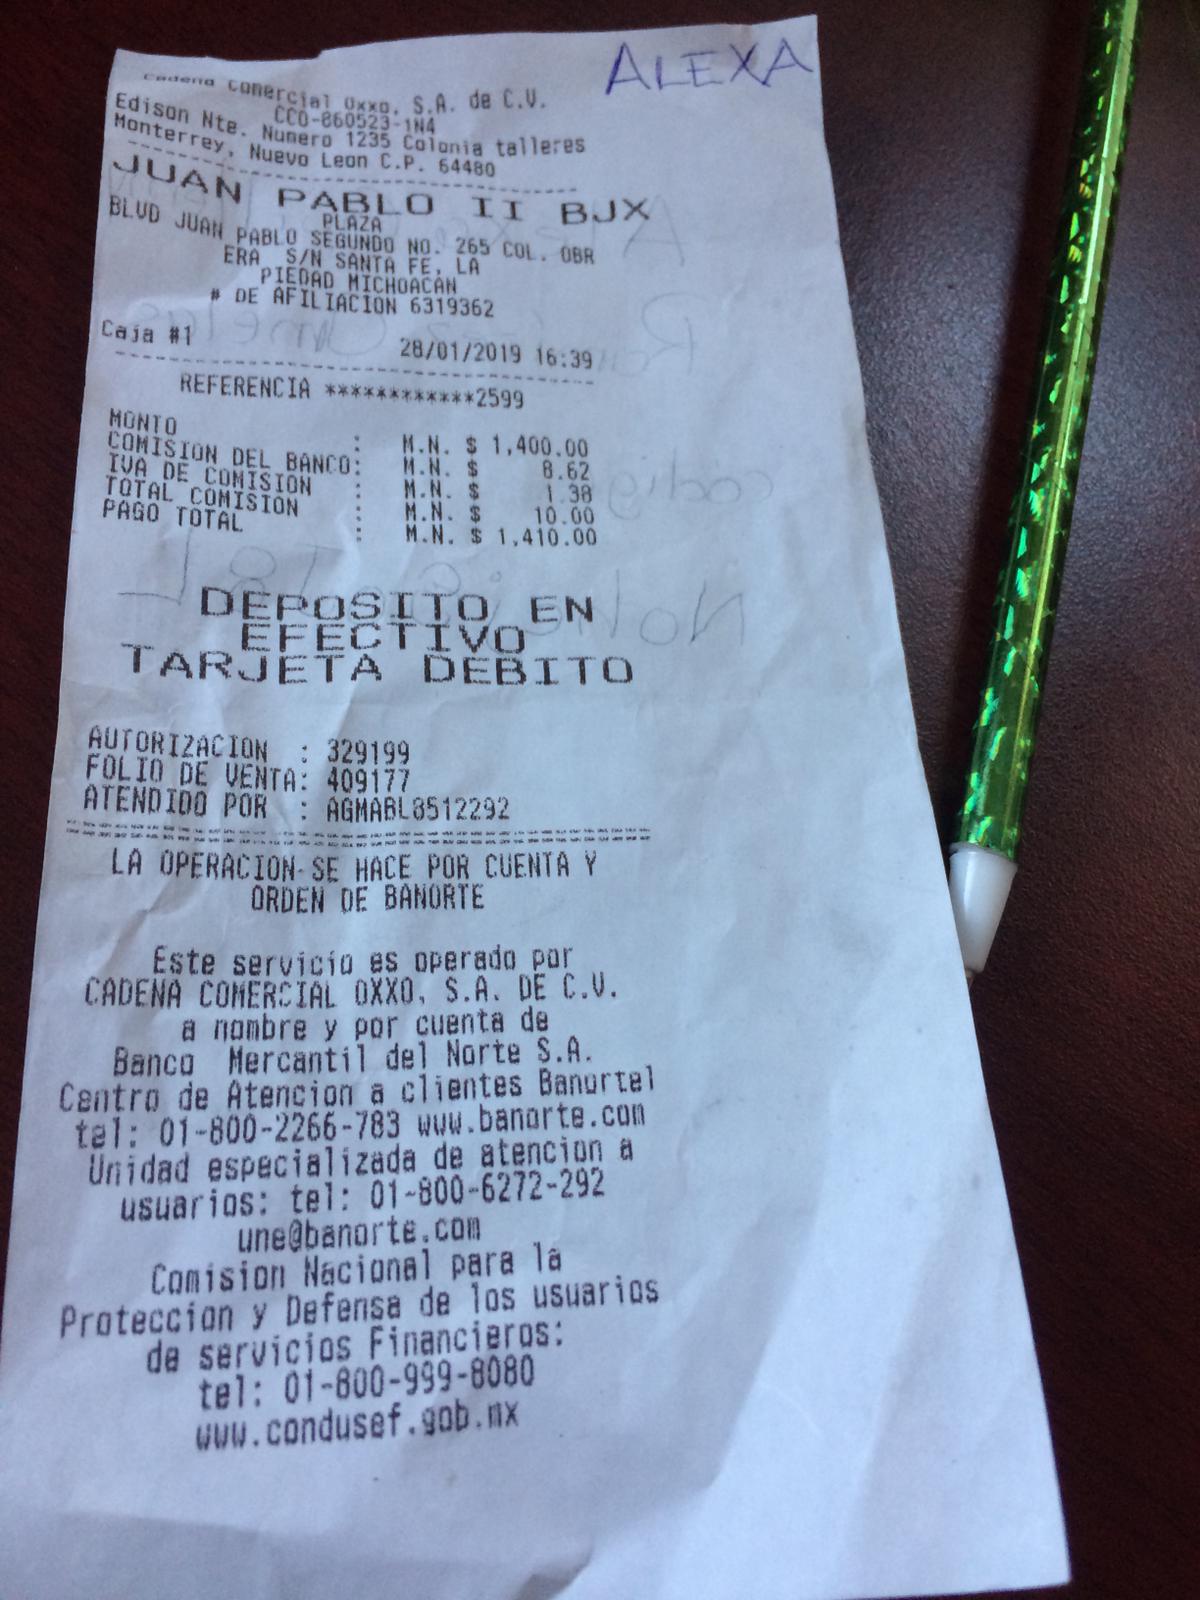 ALEXA
Cadena Comercial Oxxo, S.A. de C.V.
CCO-860523-1N4
Edison Nte. Numero 1235 Colonia talleres
Monterrey, Nuevo Leon C.P. 64480
JUAN PABLO II BJX
PLAZA
BLVD JUAN PABLO SEGUNDO NO. 265 COL. OBR
ERA S/N SANTA FE, LA
PIEDAD MICHOACAN
# DE AFILIACION 6319362
Caja #1 28/01/2019 16:39
REFERENCIA ************2599
MONTO : M.N. $ 1,400.00
COMISION DEL BANCO: M.N. $ 8.62
IVA DE COMISION : M.N. $ 1.38
TOTAL COMISION : M.N. $ 10.00
PAGO TOTAL : M.N. $ 1,410.00
DEPOSITO EN
EFECTIVO
TARJETA DEBITO
AUTORIZACION : 329199
FOLIO DE VENTA: 409177
ATENDIDO POR : AGMABL8512292
LA OPERACION SE HACE POR CUENTA Y
ORDEN DE BANORTE
Este servicio es operado por
CADENA COMERCIAL OXXO, S.A. DE C.V.
a nombre y por cuenta de
Banco Mercantil del Norte S.A.
Centro de Atencion a clientes Banortel
tel: 01-800-2266-783 www.banorte.com
Unidad especializada de atencion a
usuarios: tel: 01-800-6272-292
une@banorte.com
Comision Nacional para la
Proteccion y Defensa de los usuarios
de servicios Financieros:
tel: 01-800-999-8080
www.condusef.gob.mx